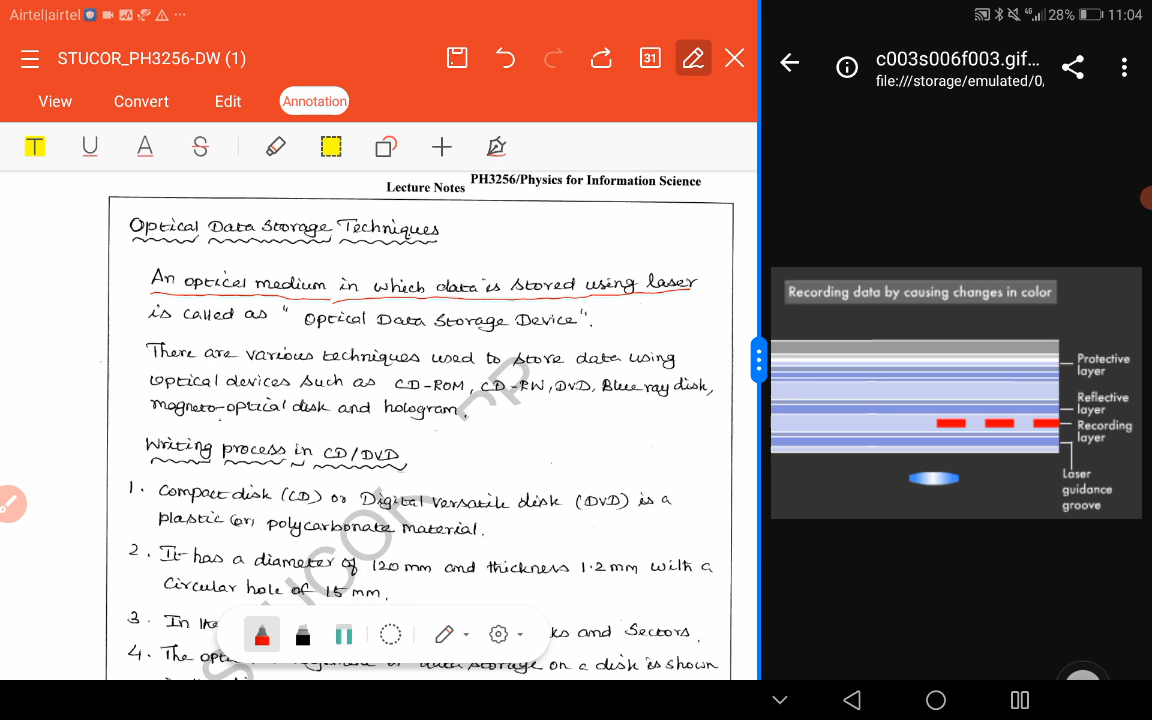 Airtel|airtel
28% 11:04
STUCOR_PH3256-DW (1)
31
View Convert Edit Annotation
T U A S
Lecture Notes PH3256/Physics for Information Science
Optical Data Storage Techniques
An optical medium in which data is stored using laser
is called as " Optical Data Storage Device".
There are various techniques used to store data using
optical devices such as CD-ROM, CD-RW, DVD, Blue ray disk,
magneto-optical disk and hologram.
Writing process in CD/DVD
1. Compact disk (CD) or Digital Versatile disk (DVD) is a
plastic (or) polycarbonate material.
2. It has a diameter of 120 mm and thickness 1.2 mm with a
circular hole of 15 mm.
3. In the ks and Sectors.
4. The data storage on a disk is shown
STUCOR
c003s006f003.gif...
file:///storage/emulated/0,
Recording data by causing changes in color
Protective
layer
Reflective
layer
Recording
layer
Laser
guidance
groove